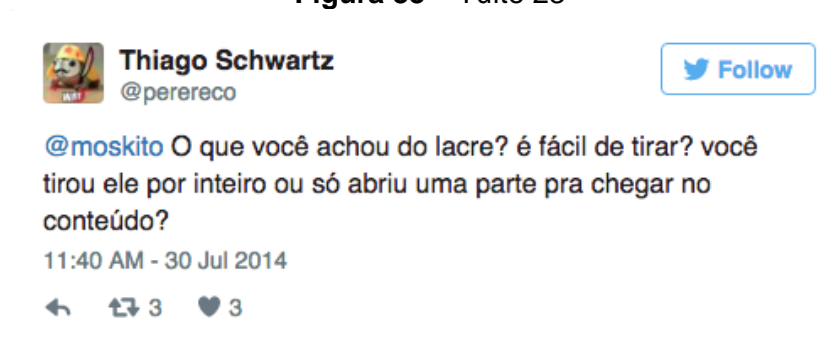 Thiago Schwartz
@perereco
Follow
@moskito O que você achou do lacre? é fácil de tirar? você
tirou ele por inteiro ou só abriu uma parte pra chegar no
conteúdo?
11:40 AM - 30 Jul 2014
3 3